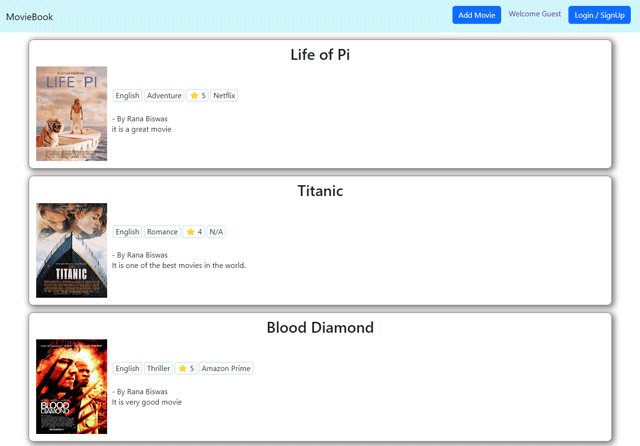 MovieBook
Add Movie
Welcome Guest
Login / SignUp
Life of Pi
LIFE OF PI
English Adventure ⭐ 5 Netflix
- By Rana Biswas
it is a great movie
Titanic
TITANIC
English Romance ⭐ 4 N/A
- By Rana Biswas
It is one of the best movies in the world.
Blood Diamond
BLOOD
DIAMOND
English Thriller ⭐ 5 Amazon Prime
- By Rana Biswas
It is very good movie